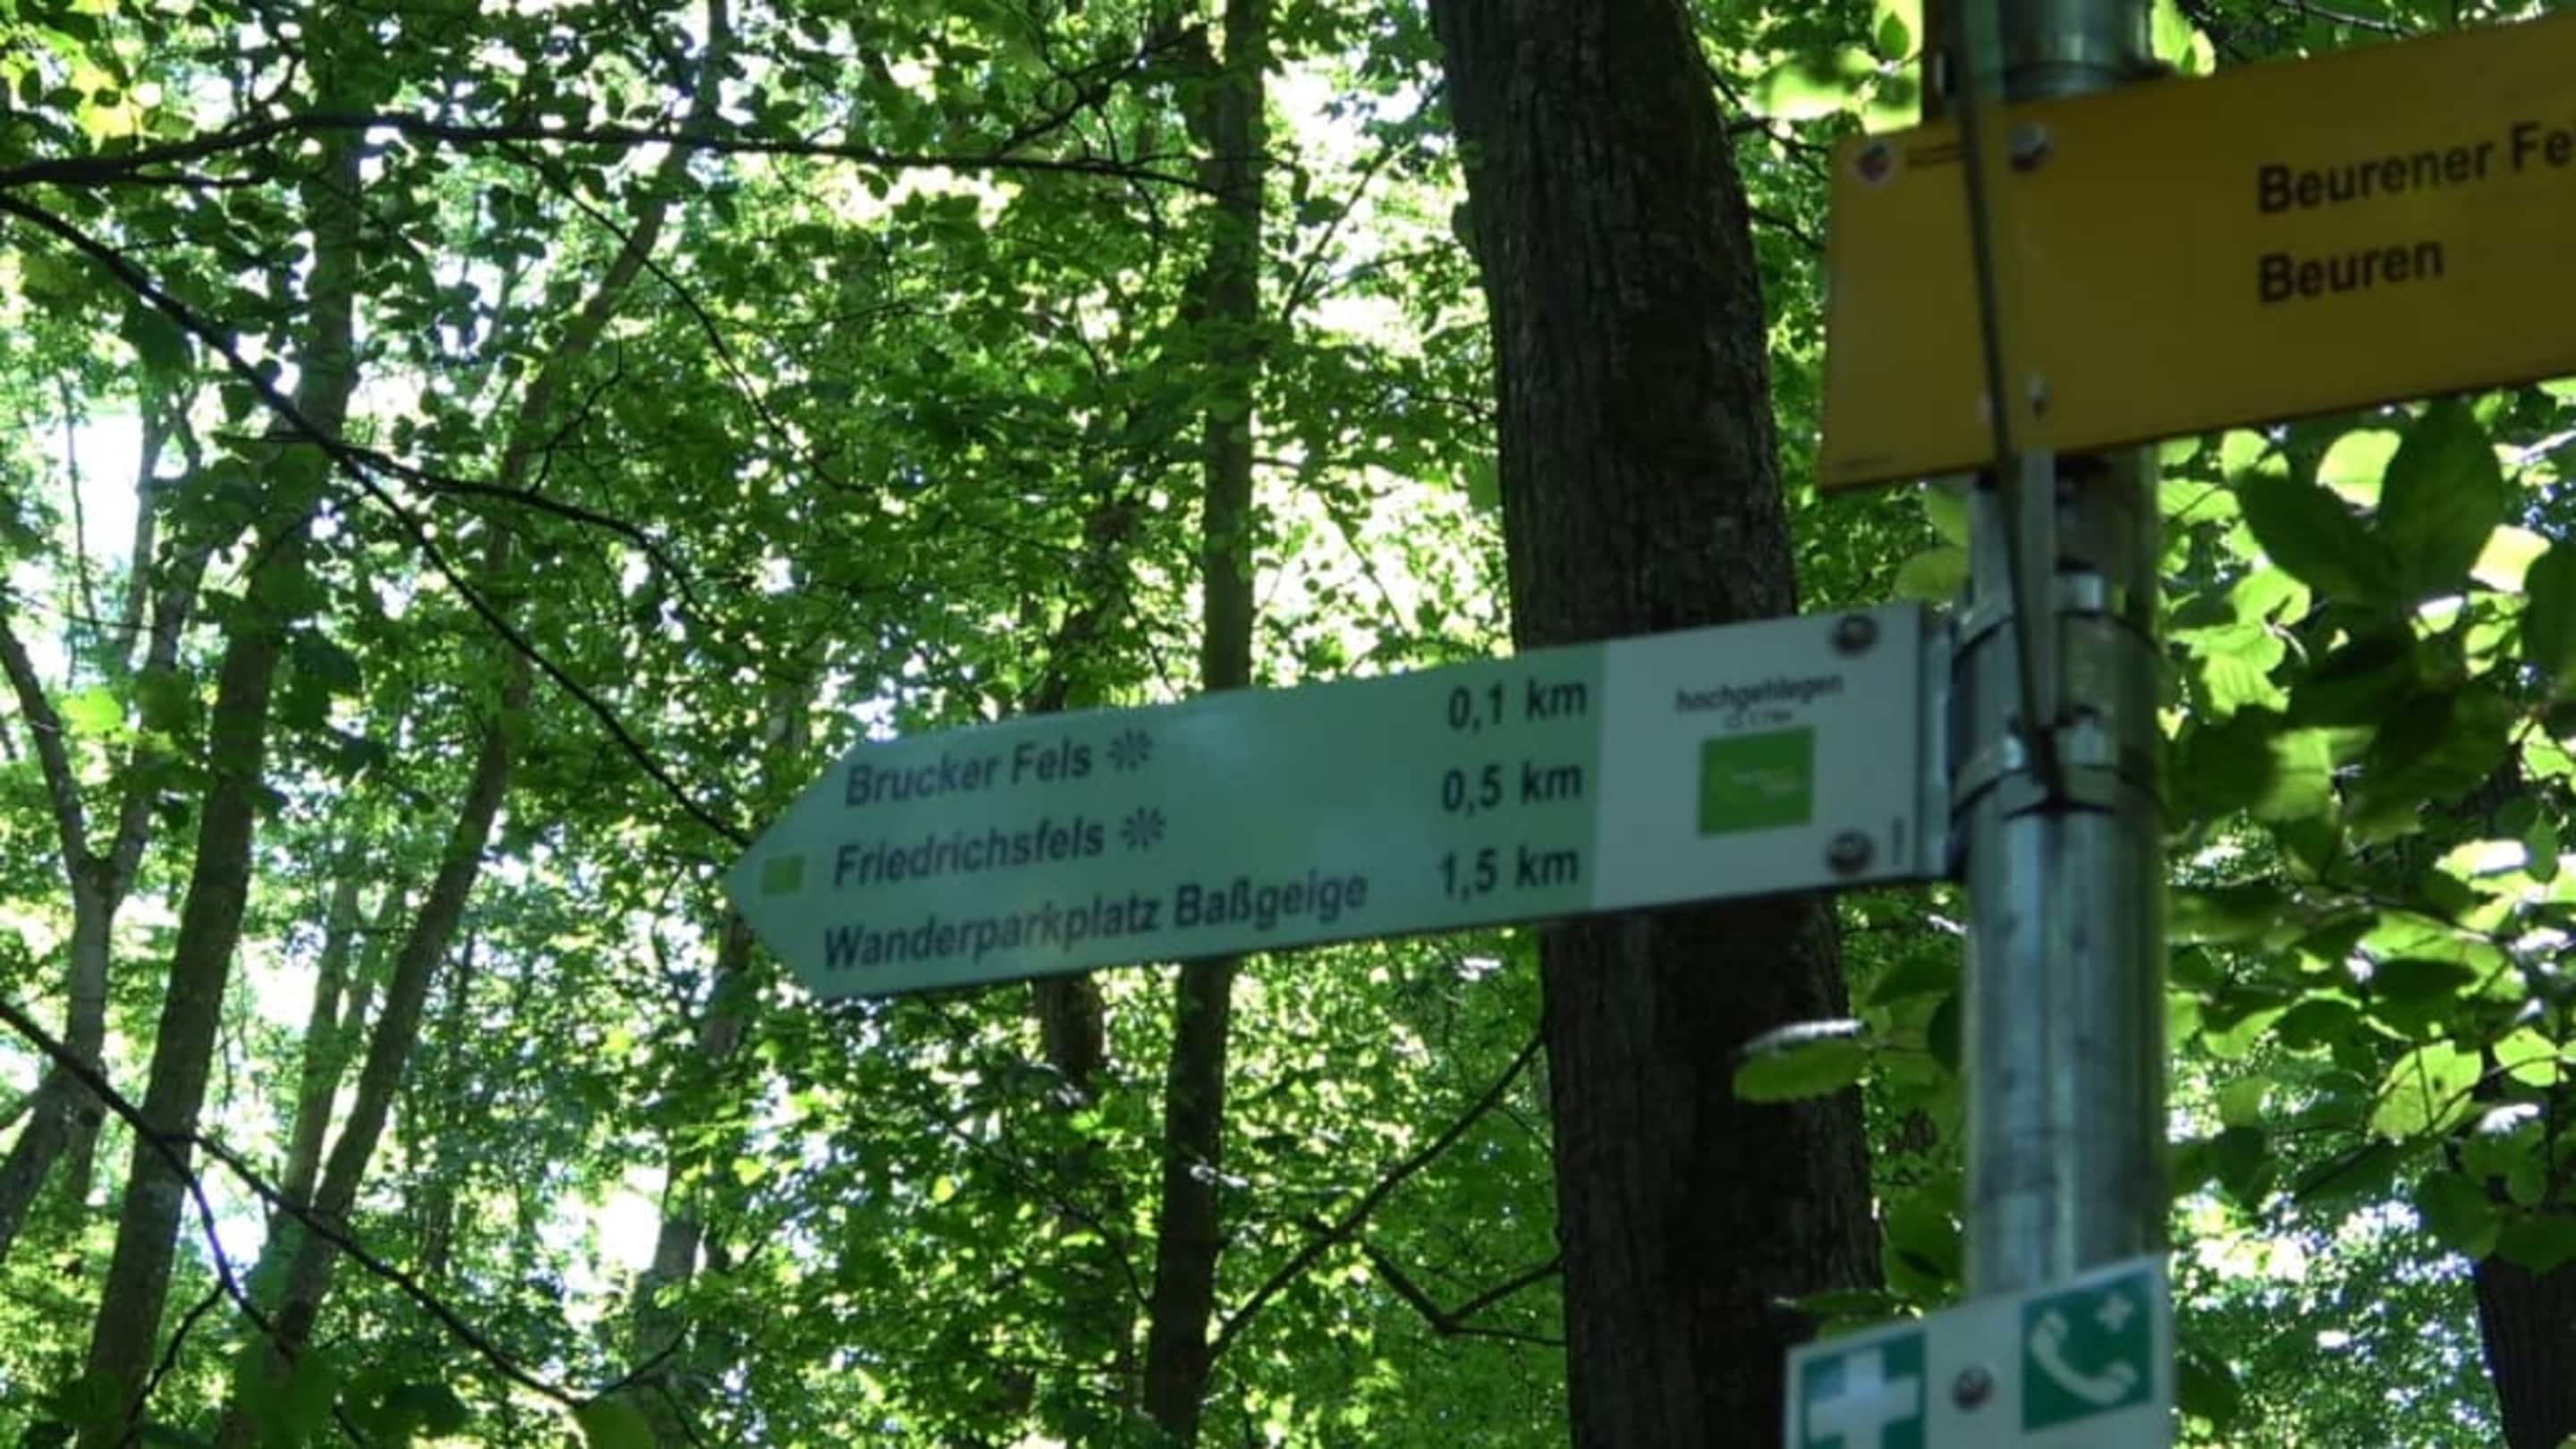 Beurener Fe
Beuren
Brucker Fels 0,1 km
Friedrichsfels 0,5 km
Wanderparkplatz Baßgeige 1,5 km
hochgehlegen